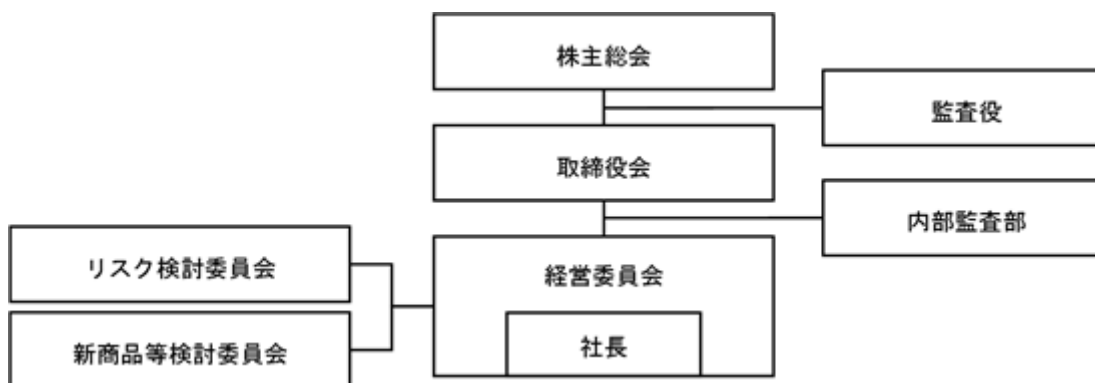 株主総会
監査役
取締役会
内部監査部
リスク検討委員会
経営委員会
新商品等検討委員会
社長